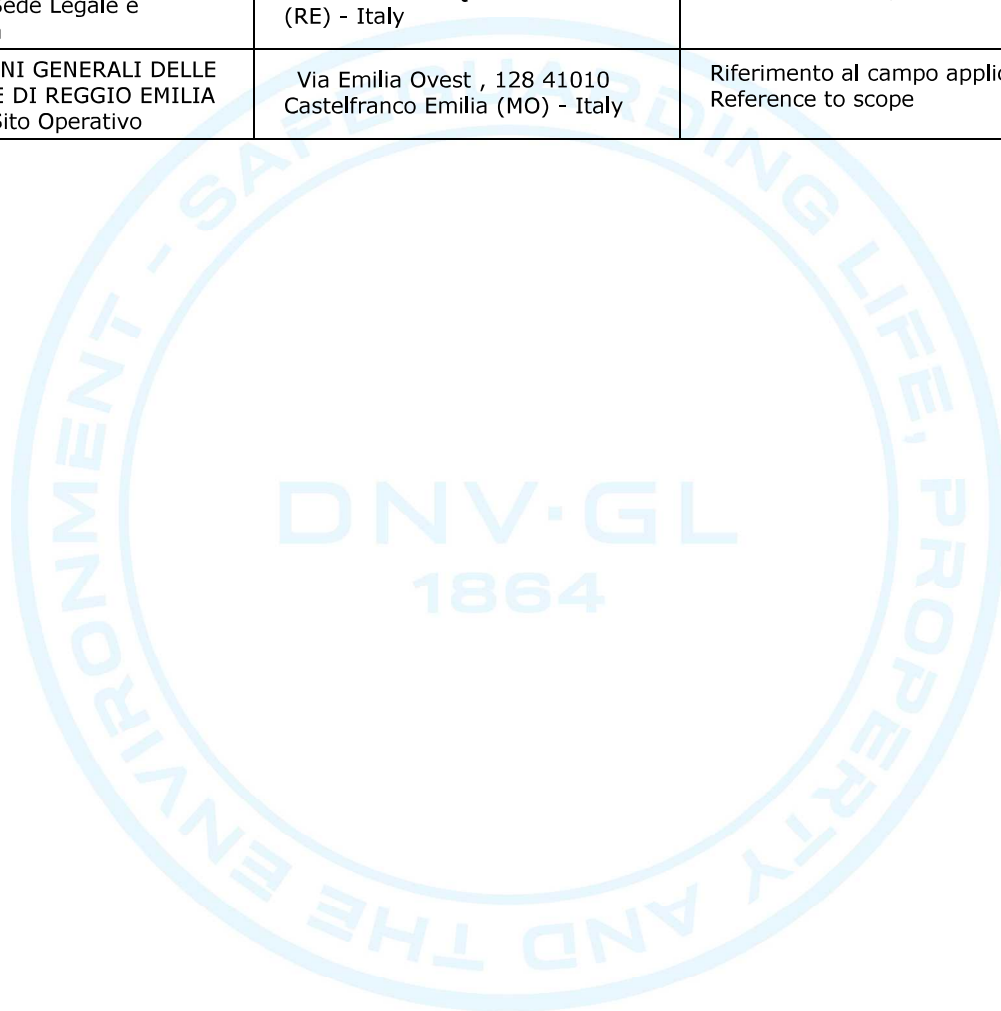 Sede Legale e
(RE) - Italy
NI GENERALI DELLE
E DI REGGIO EMILIA
Sito Operativo
Via Emilia Ovest , 128 41010
Castelfranco Emilia (MO) - Italy
Riferimento al campo applic
Reference to scope
SAFEGUARDING LIFE, PROPERTY AND THE ENVIRONMENT -
DNV·GL
1864